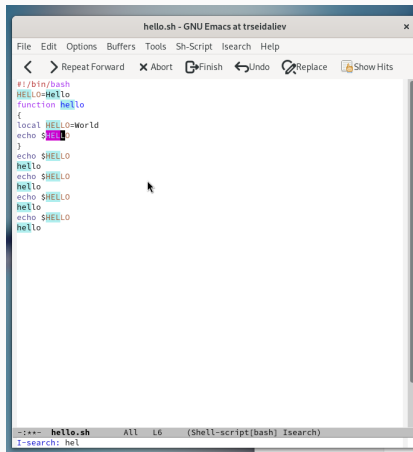 hello.sh - GNU Emacs at trseidaliev ×
File Edit Options Buffers Tools Sh-Script Isearch Help
Repeat Forward Abort Finish Undo Replace Show Hits
#!/bin/bash
HELLO=Hello
function hello
{
local HELLO=World
echo $HELLO
}
echo $HELLO
hello
echo $HELLO
hello
echo $HELLO
hello
echo $HELLO
hello
-:**- hello.sh All L6 (Shell-script[bash] Isearch)
I-search: hel